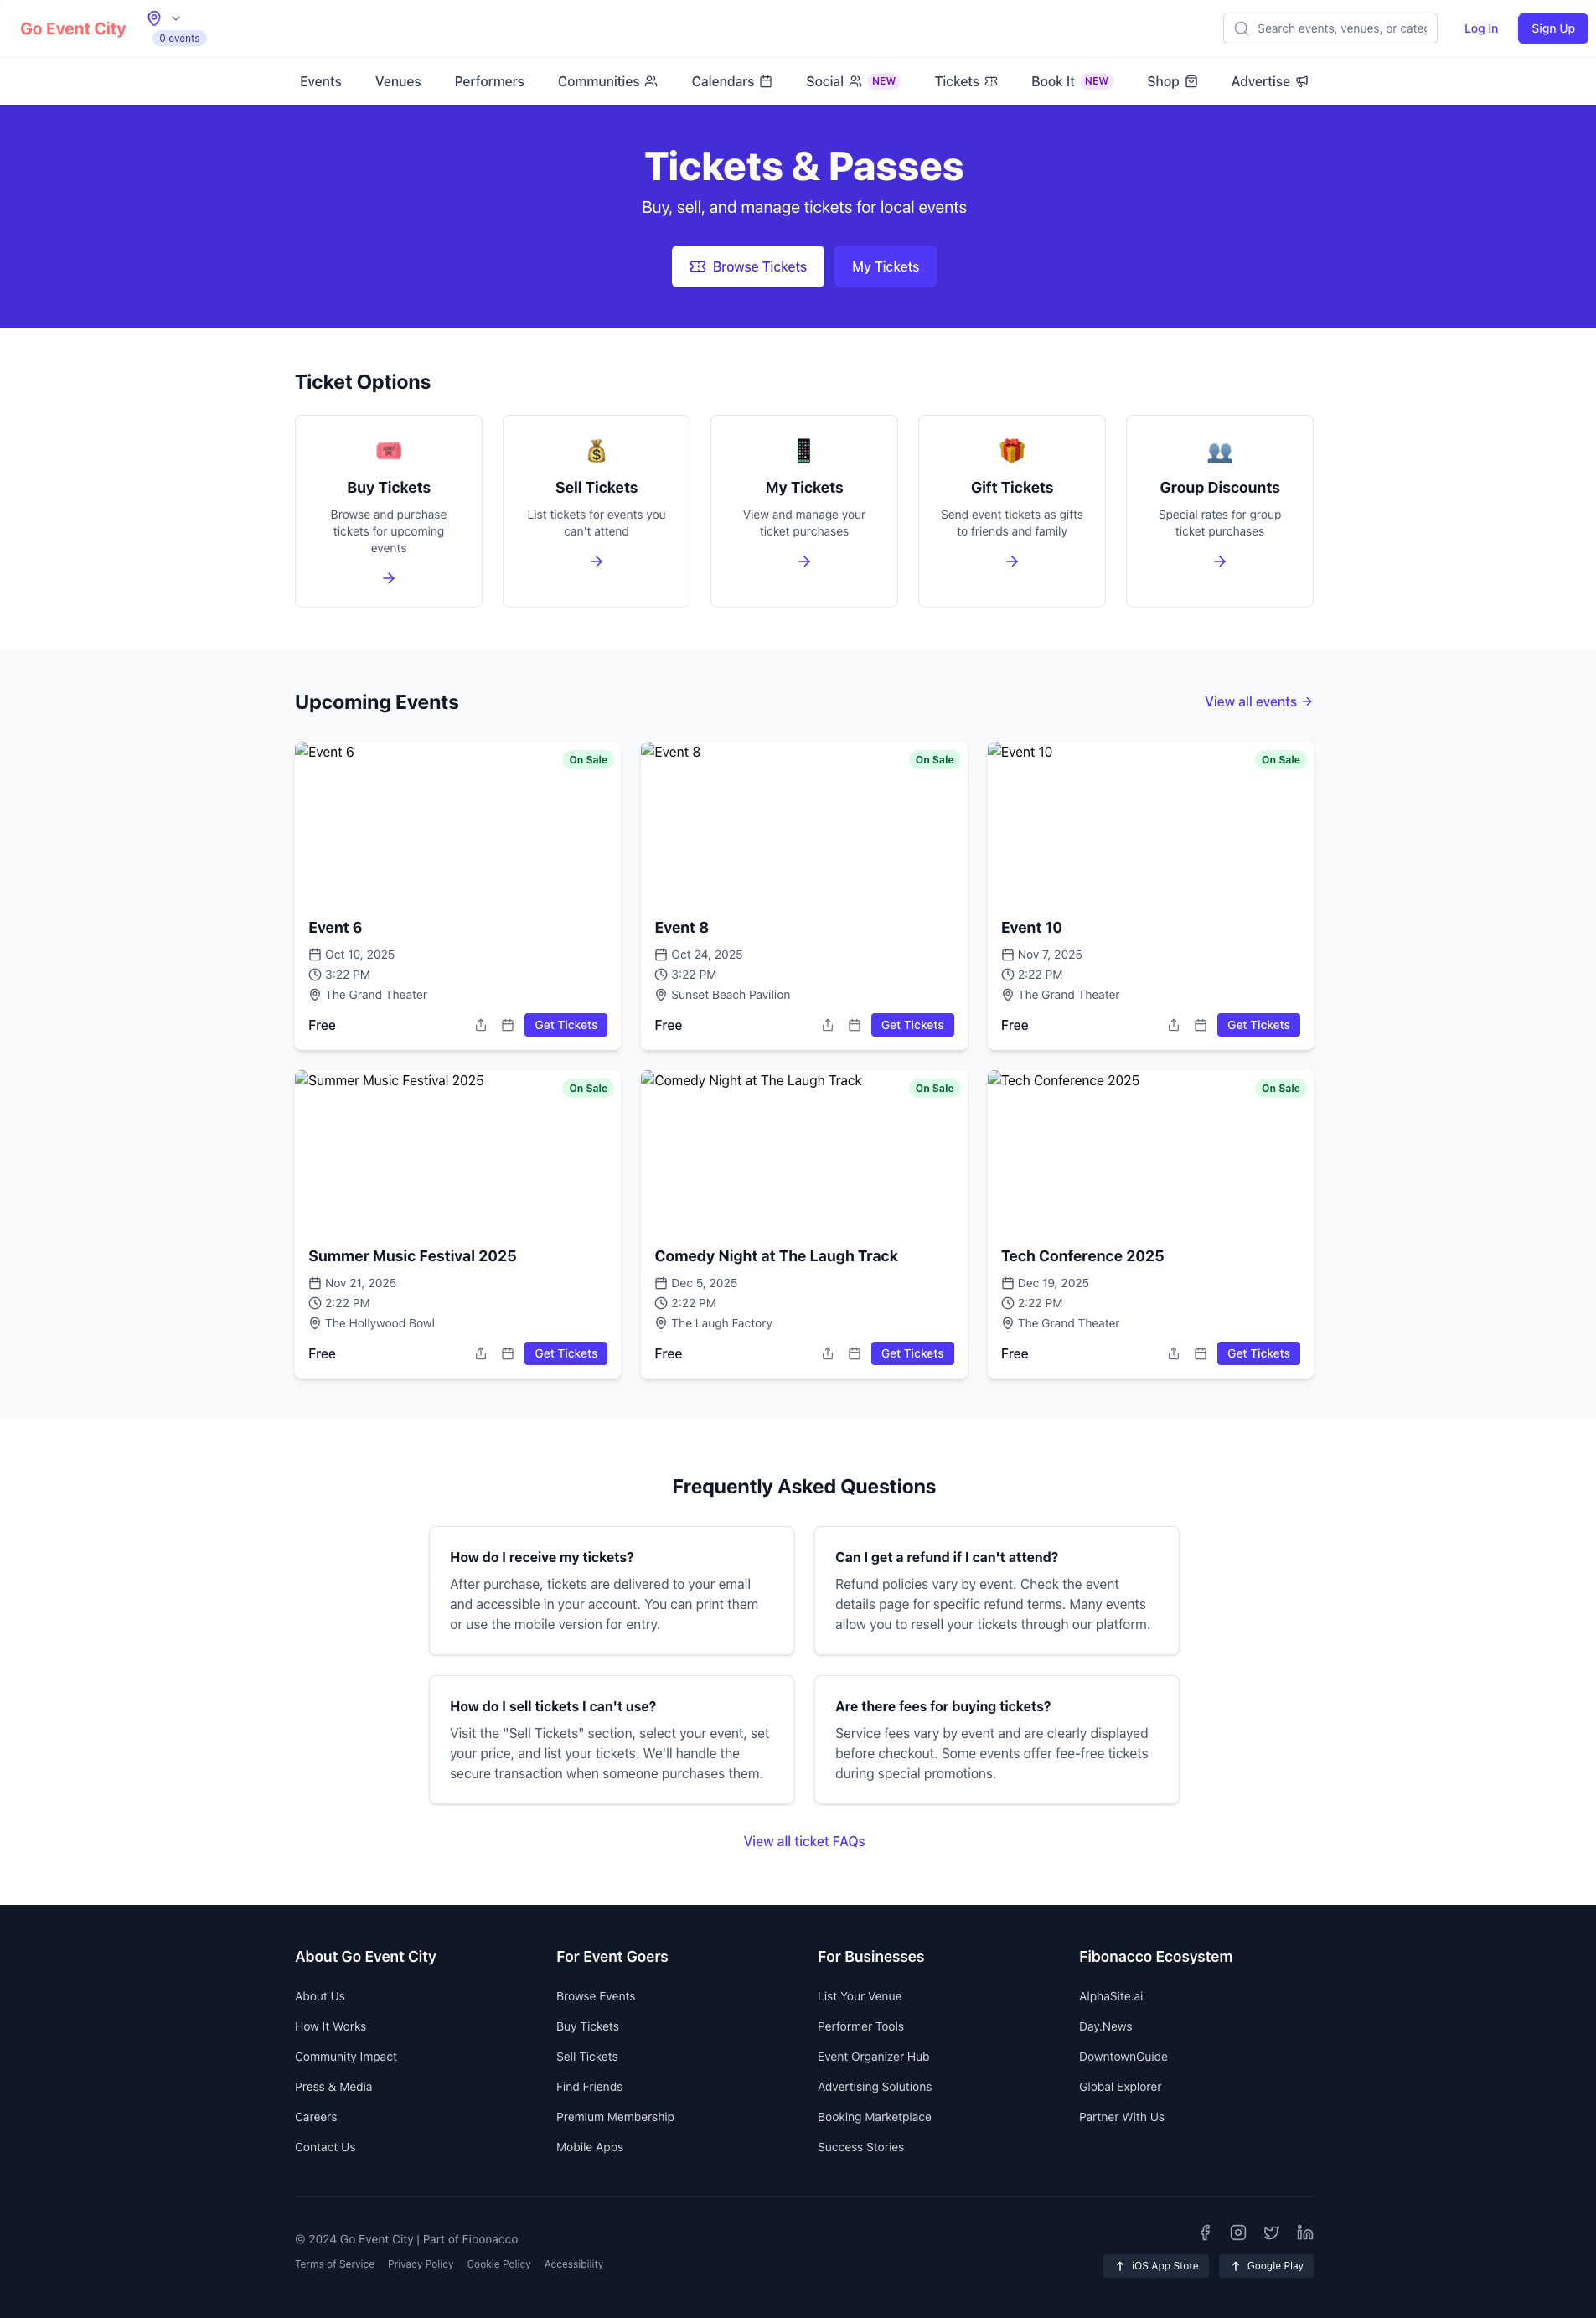 Go Event City
0 events
Search events, venues, or categ
Log In
Sign Up
Events
Venues
Performers
Communities
Calendars
Social NEW
Tickets
Book It NEW
Shop
Advertise
Tickets & Passes
Buy, sell, and manage tickets for local events
Browse Tickets
My Tickets
Ticket Options
Buy Tickets
Browse and purchase
tickets for upcoming
events
Sell Tickets
List tickets for events you
can't attend
My Tickets
View and manage your
ticket purchases
Gift Tickets
Send event tickets as gifts
to friends and family
Group Discounts
Special rates for group
ticket purchases
Upcoming Events
View all events
Event 6
On Sale
Event 6
Oct 10, 2025
3:22 PM
The Grand Theater
Free
Get Tickets
Event 8
On Sale
Event 8
Oct 24, 2025
3:22 PM
Sunset Beach Pavilion
Free
Get Tickets
Event 10
On Sale
Event 10
Nov 7, 2025
2:22 PM
The Grand Theater
Free
Get Tickets
Summer Music Festival 2025
On Sale
Summer Music Festival 2025
Nov 21, 2025
2:22 PM
The Hollywood Bowl
Free
Get Tickets
Comedy Night at The Laugh Track
On Sale
Comedy Night at The Laugh Track
Dec 5, 2025
2:22 PM
The Laugh Factory
Free
Get Tickets
Tech Conference 2025
On Sale
Tech Conference 2025
Dec 19, 2025
2:22 PM
The Grand Theater
Free
Get Tickets
Frequently Asked Questions
How do I receive my tickets?
After purchase, tickets are delivered to your email
and accessible in your account. You can print them
or use the mobile version for entry.
Can I get a refund if I can't attend?
Refund policies vary by event. Check the event
details page for specific refund terms. Many events
allow you to resell your tickets through our platform.
How do I sell tickets I can't use?
Visit the "Sell Tickets" section, select your event, set
your price, and list your tickets. We'll handle the
secure transaction when someone purchases them.
Are there fees for buying tickets?
Service fees vary by event and are clearly displayed
before checkout. Some events offer fee-free tickets
during special promotions.
View all ticket FAQs
About Go Event City
About Us
How It Works
Community Impact
Press & Media
Careers
Contact Us
For Event Goers
Browse Events
Buy Tickets
Sell Tickets
Find Friends
Premium Membership
Mobile Apps
For Businesses
List Your Venue
Performer Tools
Event Organizer Hub
Advertising Solutions
Booking Marketplace
Success Stories
Fibonacco Ecosystem
AlphaSite.ai
Day.News
DowntownGuide
Global Explorer
Partner With Us
© 2024 Go Event City | Part of Fibonacco
Terms of Service
Privacy Policy
Cookie Policy
Accessibility
iOS App Store
Google Play